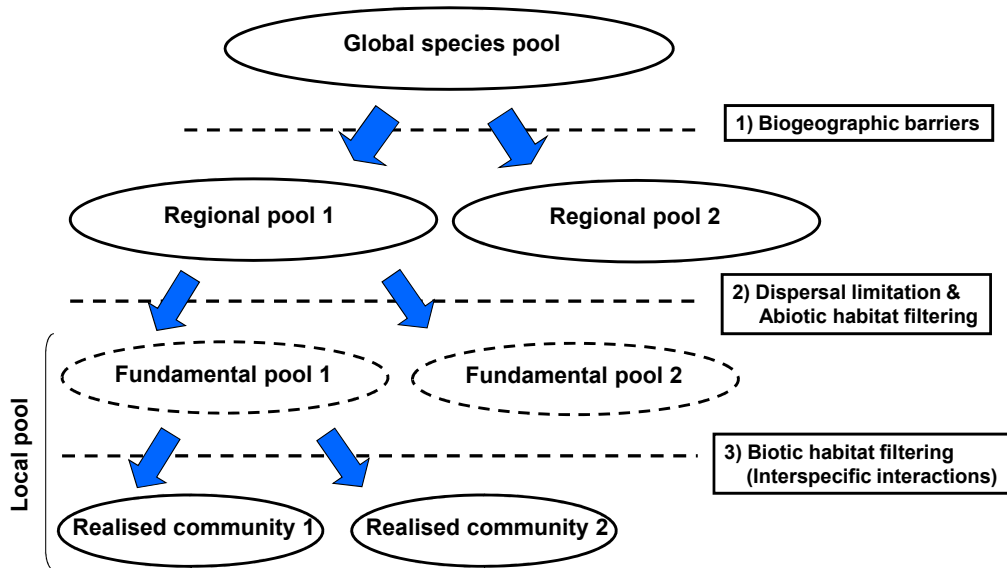 Global species pool
1) Biogeographic barriers
Regional pool 1
Regional pool 2
2) Dispersal limitation &
Abiotic habitat filtering
Local pool
Fundamental pool 1
Fundamental pool 2
3) Biotic habitat filtering
(Interspecific interactions)
Realised community 1
Realised community 2